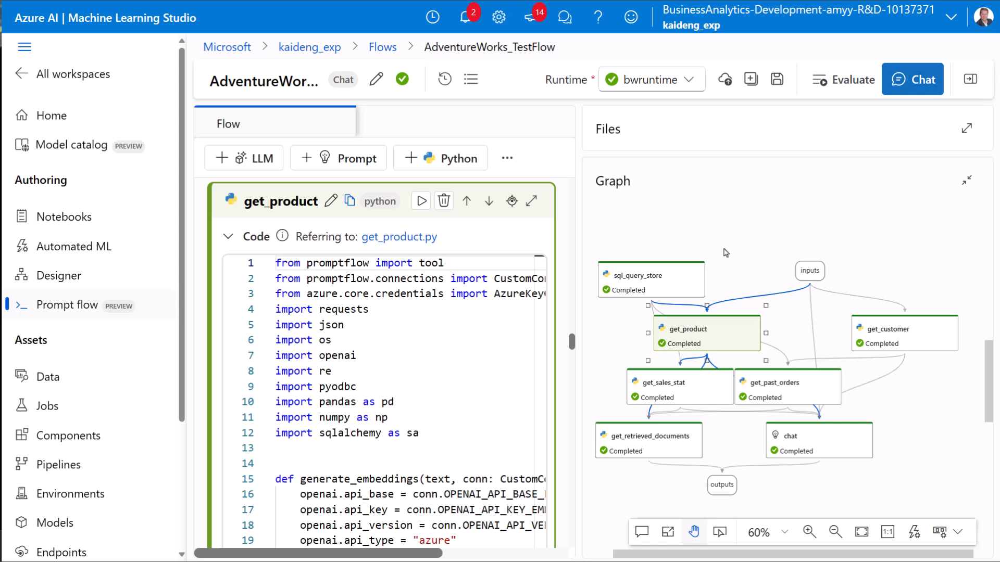 Azure AI | Machine Learning Studio
2
14
BusinessAnalytics-Development-amyy-R&D-10137371
kaideng_exp
All workspaces
Home
Model catalog PREVIEW
Authoring
Notebooks
Automated ML
Designer
Prompt flow PREVIEW
Assets
Data
Jobs
Components
Pipelines
Environments
Models
Endpoints
Microsoft > kaideng_exp > Flows > AdventureWorks_TestFlow
AdventureWor... Chat
Runtime * bwruntime
Evaluate
Chat
Flow
+ LLM
+ Prompt
+ Python
...
get_product python
Code Referring to: get_product.py
1 from promptflow import tool
2 from promptflow.connections import CustomCo
3 from azure.core.credentials import AzureKey
4 import requests
5 import json
6 import os
7 import openai
8 import re
9 import pyodbc
10 import pandas as pd
11 import numpy as np
12 import sqlalchemy as sa
13
14
15 def generate_embeddings(text, conn: CustomC
16 openai.api_base = conn.OPENAI_API_BASE_
17 openai.api_key = conn.OPENAI_API_KEY_EM
18 openai.api_version = conn.OPENAI_API_VE
19 openai.api_type = "azure"
Files
Graph
sql_query_store
Completed
inputs
get_product
Completed
get_customer
Completed
get_sales_stat
Completed
get_past_orders
Completed
get_retrieved_documents
Completed
chat
Completed
outputs
60%
1:1